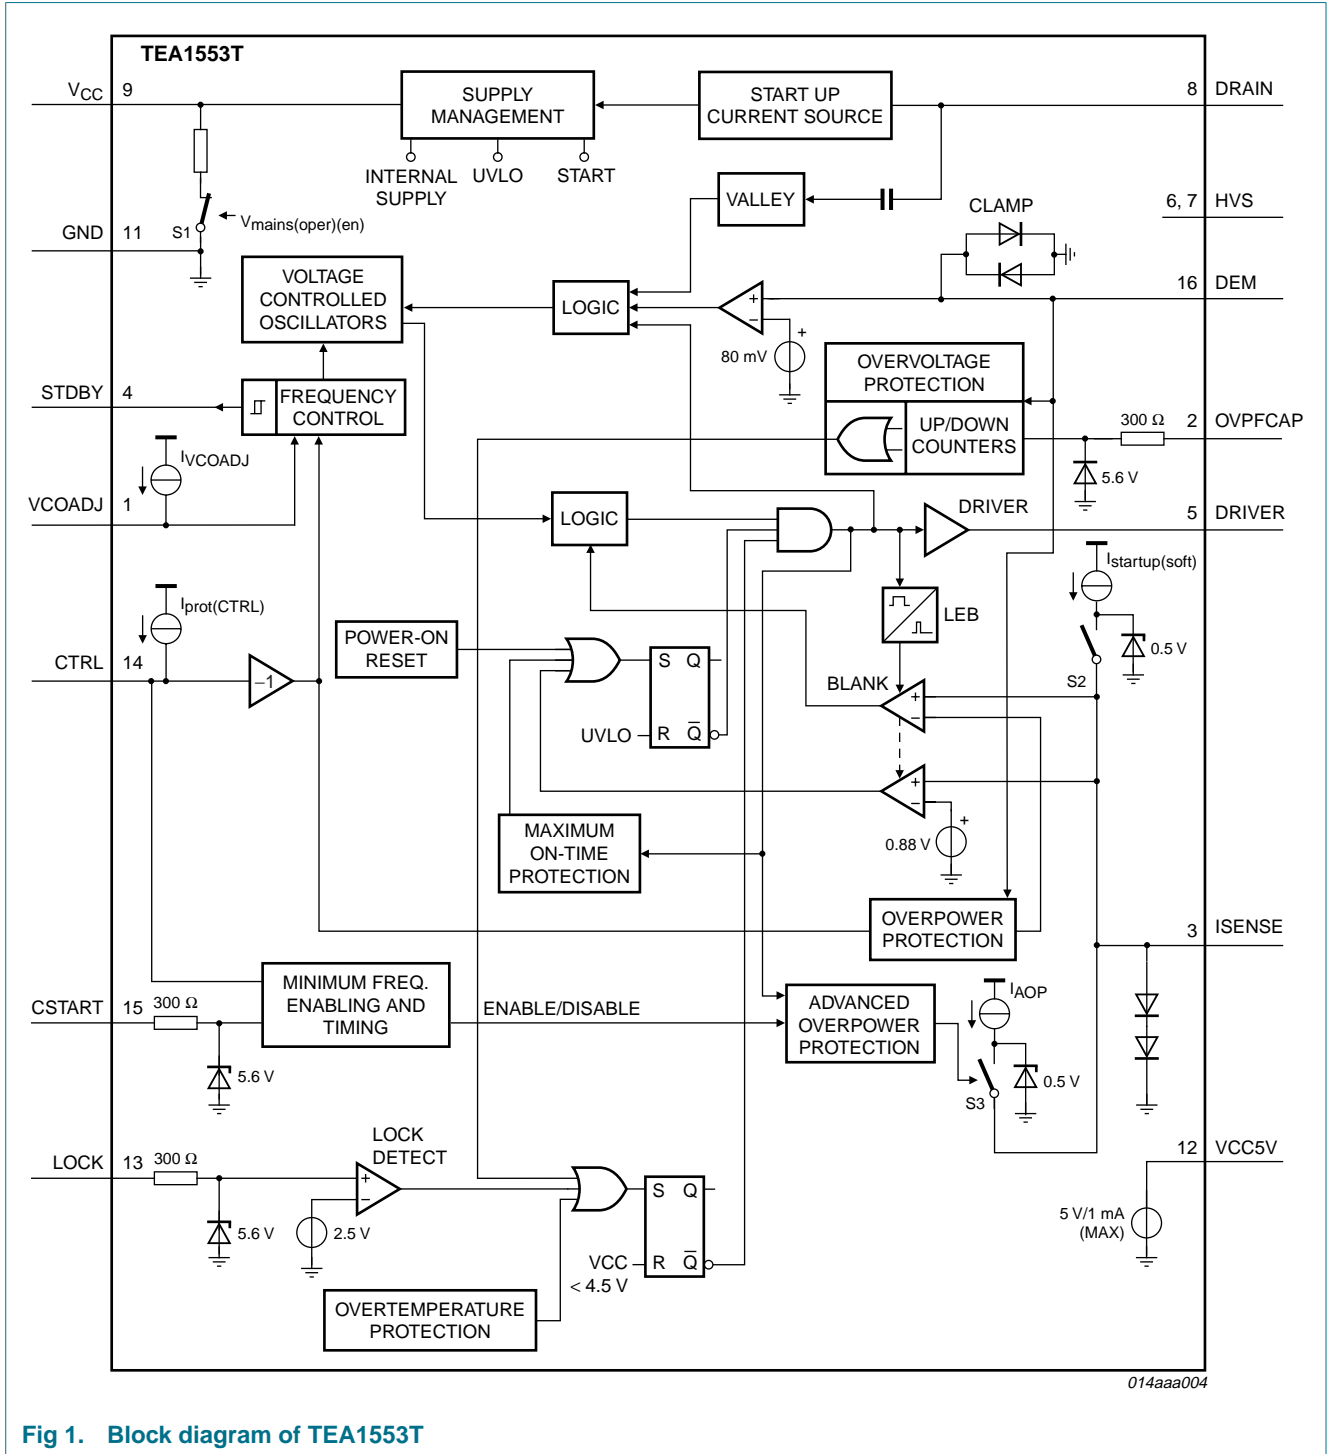 TEA1553T
VCC 9
SUPPLY
MANAGEMENT
START UP
CURRENT SOURCE
8 DRAIN
INTERNAL
SUPPLY
UVLO
START
VALLEY
6, 7 HVS
CLAMP
S1
Vmains(oper)(en)
GND 11
VOLTAGE
CONTROLLED
OSCILLATORS
LOGIC
+
−
16 DEM
80 mV
+
OVERVOLTAGE
PROTECTION
UP/DOWN
COUNTERS
STDBY 4
FREQUENCY
CONTROL
300 Ω
2 OVPFCAP
5.6 V
IVCOADJ
VCOADJ 1
LOGIC
DRIVER
5 DRIVER
Istartup(soft)
LEB
0.5 V
S2
Iprot(CTRL)
POWER-ON
RESET
CTRL 14
−1
S Q
R Q̅
UVLO
BLANK
+
−
+
−
+
0.88 V
MAXIMUM
ON-TIME
PROTECTION
OVERPOWER
PROTECTION
3 ISENSE
MINIMUM FREQ.
ENABLING AND
TIMING
CSTART 15 300 Ω
ENABLE/DISABLE
ADVANCED
OVERPOWER
PROTECTION
IAOP
0.5 V
S3
5.6 V
LOCK
DETECT
LOCK 13 300 Ω
+
−
5.6 V
2.5 V
S Q
R Q̅
VCC
< 4.5 V
12 VCC5V
5 V/1 mA
(MAX)
OVERTEMPERATURE
PROTECTION
014aaa004
Fig 1. Block diagram of TEA1553T